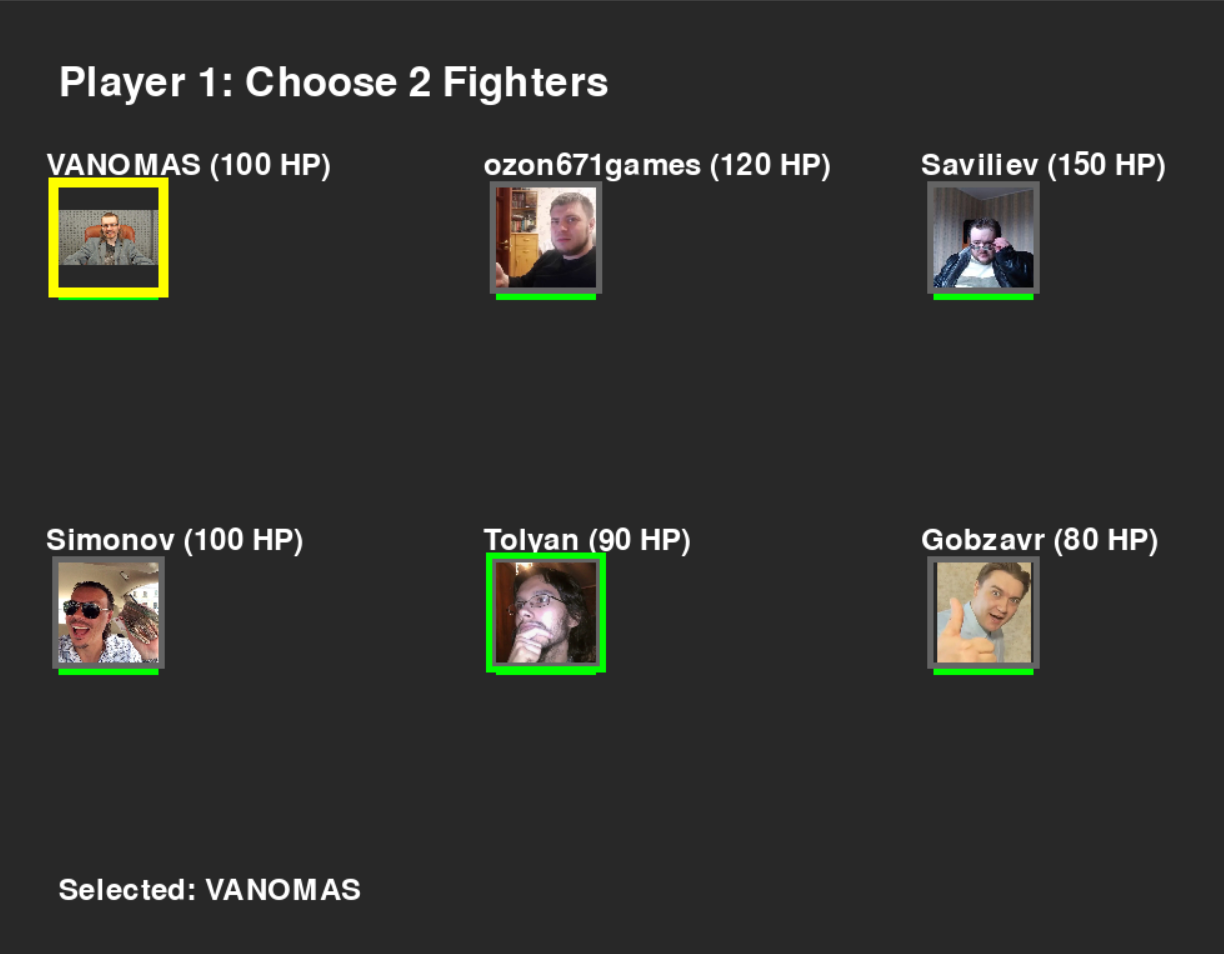 Player 1: Choose 2 Fighters
VANOMAS (100 HP)
ozon671games (120 HP)
Saviliev (150 HP)
Simonov (100 HP)
Tolyan (90 HP)
Gobzavr (80 HP)
Selected: VANOMAS